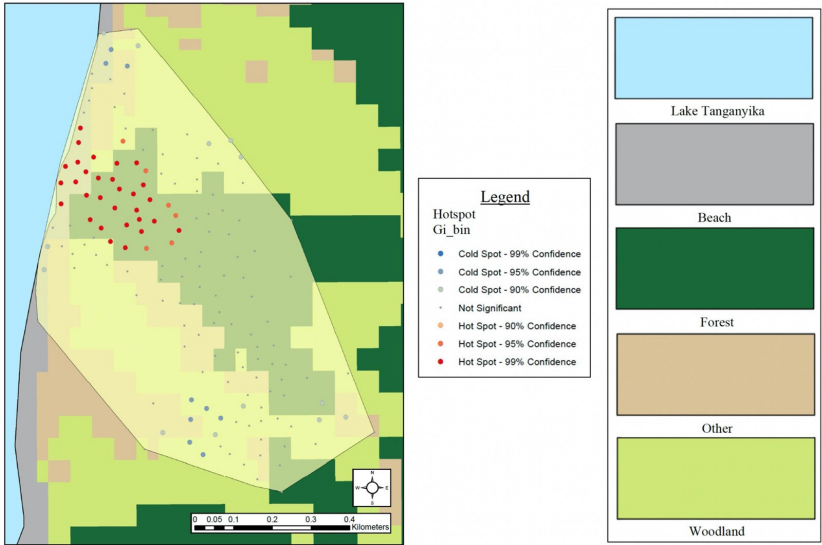 Legend
Hotspot
Gi_bin
Cold Spot - 99% Confidence
Cold Spot - 95% Confidence
Cold Spot - 90% Confidence
Not Significant
Hot Spot - 90% Confidence
Hot Spot - 95% Confidence
Hot Spot - 99% Confidence
Lake Tanganyika
Beach
Forest
Other
Woodland
N
W E
S
0 0.05 0.1 0.2 0.3 0.4
Kilometers